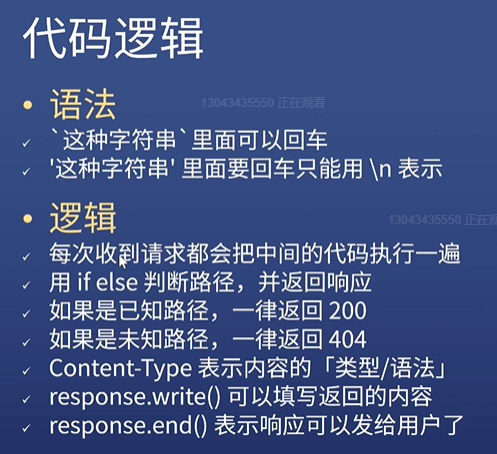 代码逻辑
13043435550 正在观看
语法
`这种字符串`里面可以回车
'这种字符串' 里面要回车只能用 \n 表示
13043435550 正在观
逻辑
每次收到请求都会把中间的代码执行一遍
用 if else 判断路径，并返回响应
如果是已知路径，一律返回 200
如果是未知路径，一律返回 404
Content-Type 表示内容的「类型/语法」
response.write() 可以填写返回的内容
response.end() 表示响应可以发给用户了